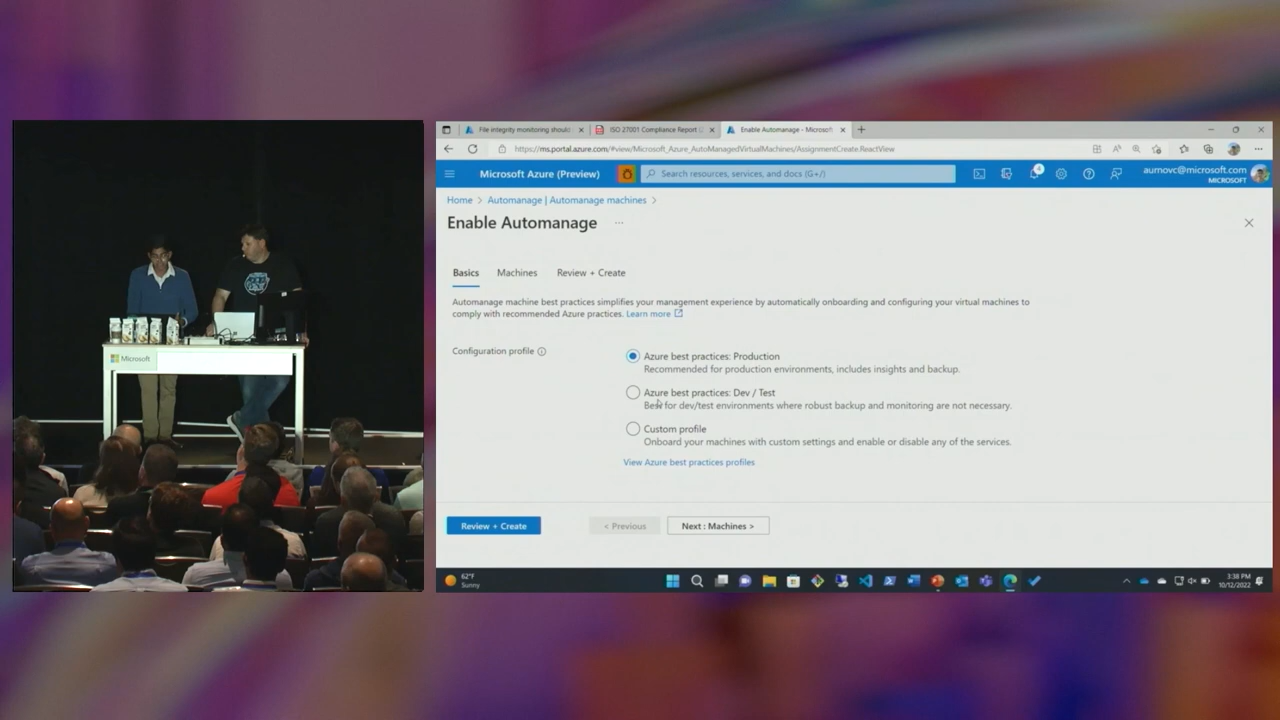 Microsoft
File integrity monitoring should
ISO 27001 Compliance Report
Enable Automanage - Microsoft
https://ms.portal.azure.com/#view/Microsoft_Azure_AutoManagedVirtualMachines/AssignmentCreate.ReactView
Microsoft Azure (Preview)
Search resources, services, and docs (G+/)
4
aumovc@microsoft.com
MICROSOFT
Home > Automanage | Automanage machines >
Enable Automanage ...
Basics Machines Review + Create
Automanage machine best practices simplifies your management experience by automatically onboarding and configuring your virtual machines to
comply with recommended Azure practices. Learn more
Configuration profile
Azure best practices: Production
Recommended for production environments, includes insights and backup.
Azure best practices: Dev / Test
Best for dev/test environments where robust backup and monitoring are not necessary.
Custom profile
Onboard your machines with custom settings and enable or disable any of the services.
View Azure best practices profiles
Review + Create < Previous Next : Machines >
62°F
Sunny
3:38 PM
10/12/2022